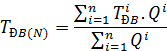 T_{ĐB(N)} = \frac{\sum_{i=1}^{n} T_{ĐB}^{i} \cdot Q^{i}}{\sum_{i=1}^{n} Q^{i}}